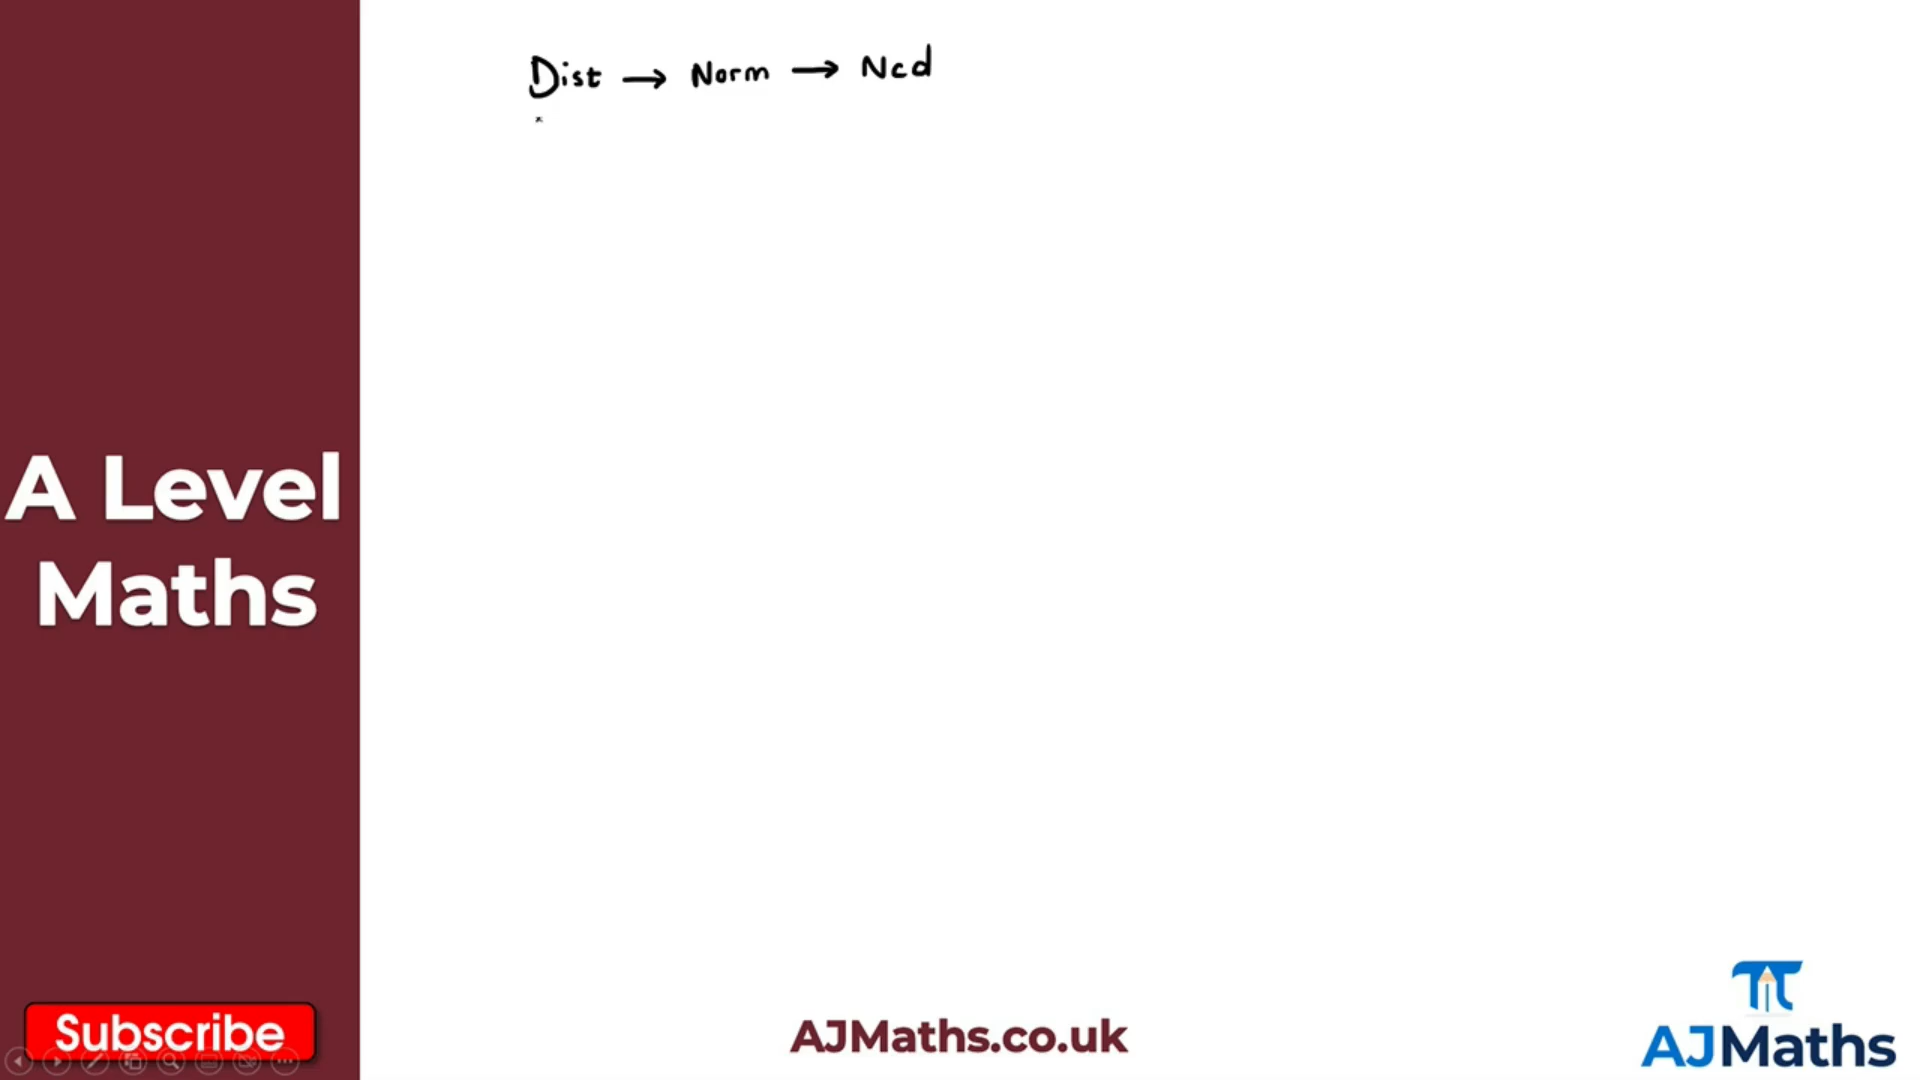 Dist → Norm → Ncd
A Level
Maths
Subscribe
AJMaths.co.uk
AJMaths